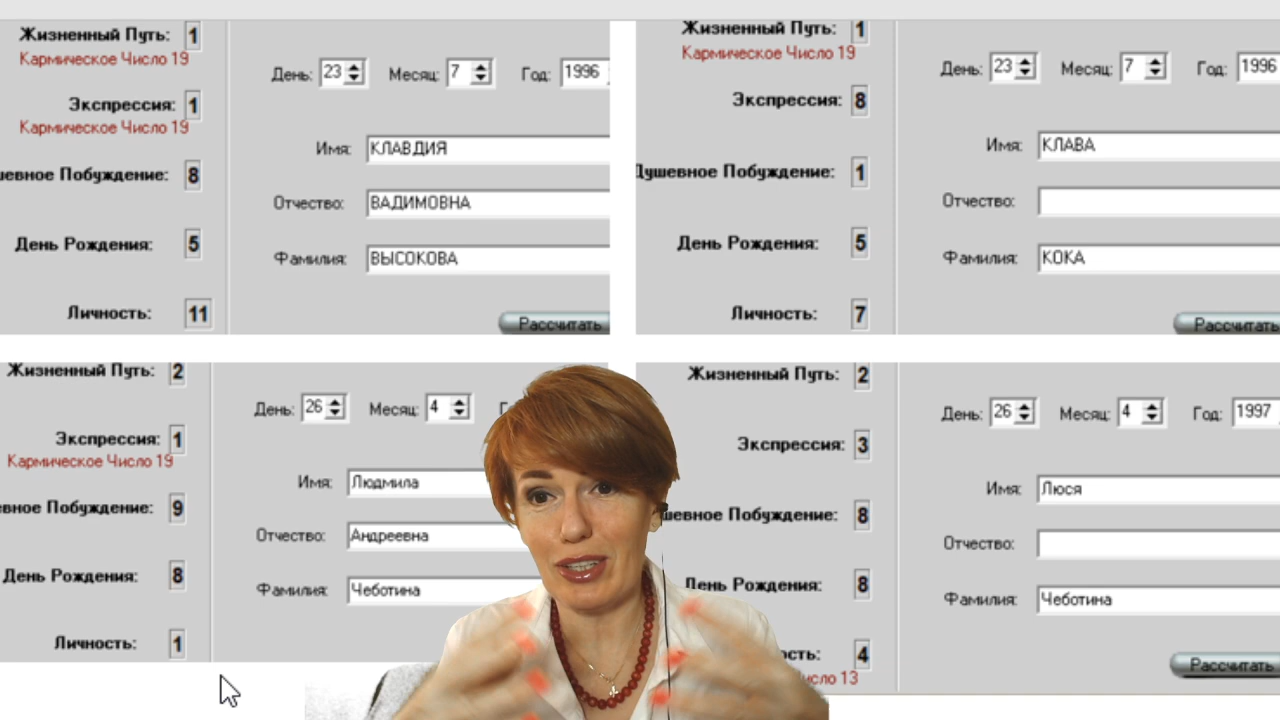 Жизненный Путь: 1
Кармическое Число 19
Экспрессия: 1
Кармическое Число 19
Побуждение: 8
День Рождения: 5
Личность: 11
День: 23 Месяц: 7 Год: 1996
Имя: КЛАВДИЯ
Отчество: ВАДИМОВНА
Фамилия: ВЫСОКОВА
Рассчитать
Жизненный Путь: 1
Кармическое Число 19
Экспрессия: 8
Душевное Побуждение: 1
День Рождения: 5
Личность: 7
День: 23 Месяц: 7 Год: 1996
Имя: КЛАВА
Отчество:
Фамилия: КОКА
Рассчитать
Жизненный Путь: 2
Экспрессия: 1
Кармическое Число 19
Побуждение: 9
День Рождения: 8
Личность: 1
День: 26 Месяц: 4
Имя: Людмила
Отчество: Андреевна
Фамилия: Чеботина
Жизненный Путь: 2
Экспрессия: 3
Побуждение: 8
День Рождения: 8
4
13
День: 26 Месяц: 4 Год: 1997
Имя: Люся
Отчество:
Фамилия: Чеботина
Рассчитать